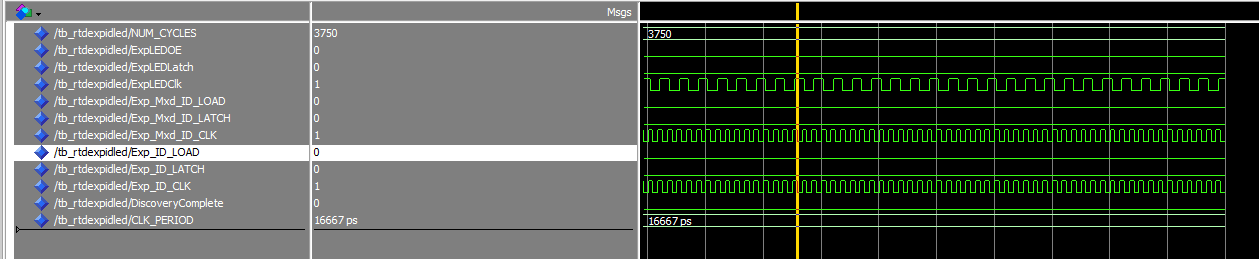 Msgs
/tb_rtdexpidled/NUM_CYCLES 3750 3750
/tb_rtdexpidled/ExpLEDOE 0
/tb_rtdexpidled/ExpLEDLatch 0
/tb_rtdexpidled/ExpLEDClk 1
/tb_rtdexpidled/Exp_Mxd_ID_LOAD 0
/tb_rtdexpidled/Exp_Mxd_ID_LATCH 0
/tb_rtdexpidled/Exp_Mxd_ID_CLK 1
/tb_rtdexpidled/Exp_ID_LOAD 0
/tb_rtdexpidled/Exp_ID_LATCH 0
/tb_rtdexpidled/Exp_ID_CLK 1
/tb_rtdexpidled/DiscoveryComplete 0
/tb_rtdexpidled/CLK_PERIOD 16667 ps 16667 ps